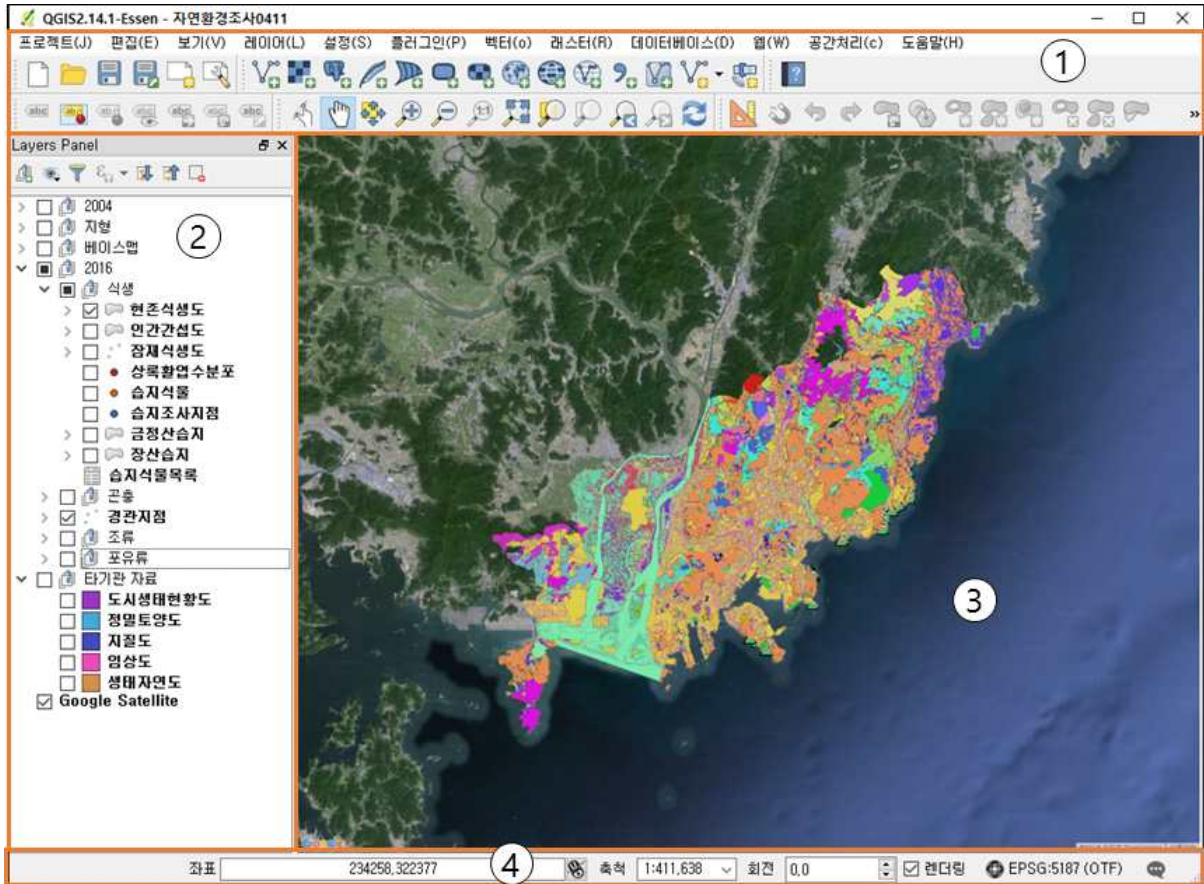 QGIS2.14.1-Essen - 자연환경조사0411
프로젝트(J) 편집(E) 보기(V) 레이어(L) 설정(S) 플러그인(P) 벡터(o) 래스터(R) 데이터베이스(D) 웹(W) 공간처리(c) 도움말(H)
①
Layers Panel
②
2004
지형
베이스맵
2016
식생
현존식생도
인간간섭도
잠재식생도
상록활엽수분포
습지식물
습지조사지점
금정산습지
장산습지
습지식물목록
곤충
경관지점
조류
포유류
타기관 자료
도시생태현황도
정밀토양도
지질도
임상도
생태자연도
Google Satellite
③
좌표 234258,322377 ④ 축척 1:411,638 회전 0,0 렌더링 EPSG:5187 (OTF)